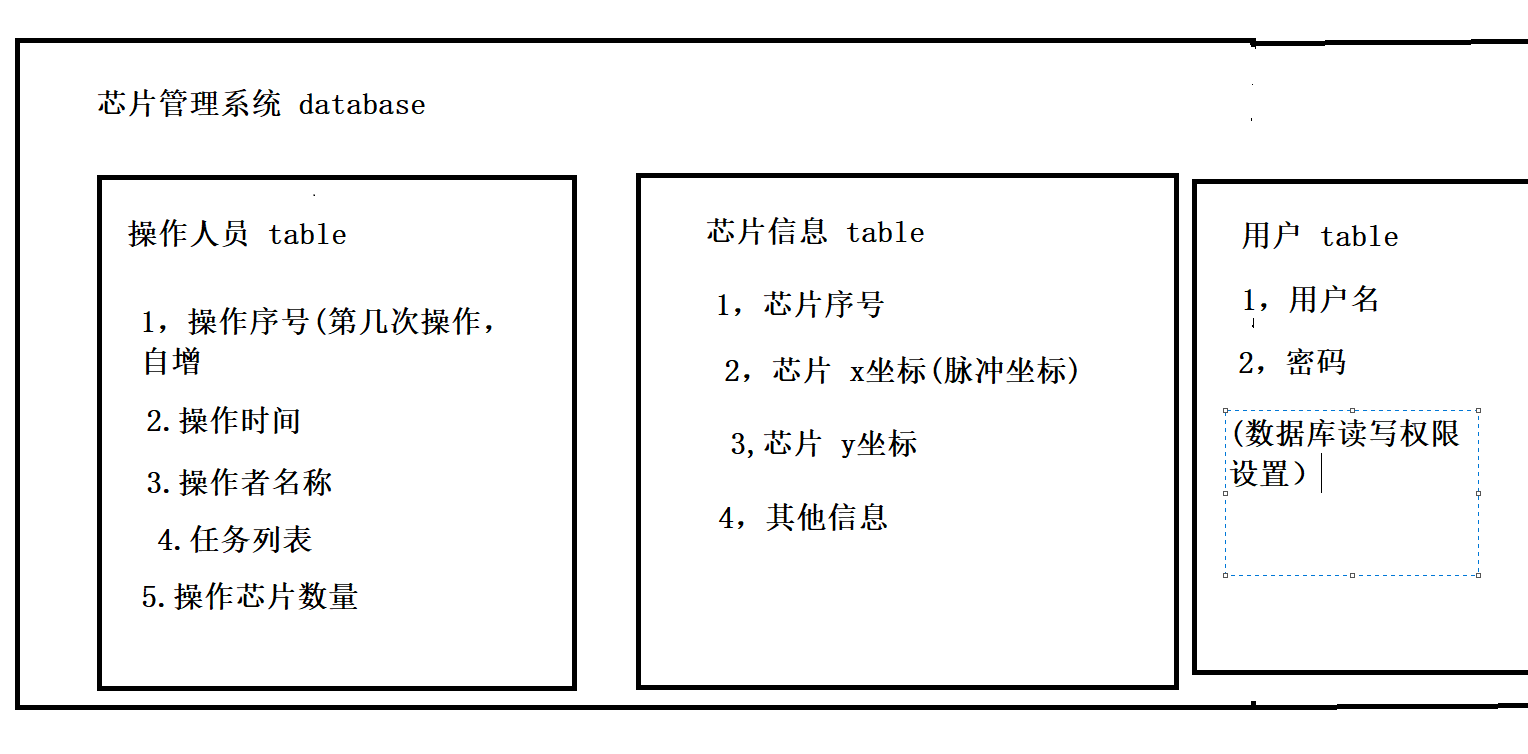 芯片管理系统 database
操作人员 table
1，操作序号(第几次操作，
自增
2.操作时间
3.操作者名称
4.任务列表
5.操作芯片数量
芯片信息 table
1，芯片序号
2，芯片 x坐标(脉冲坐标)
3,芯片 y坐标
4，其他信息
用户 table
1，用户名
2，密码
(数据库读写权限
设置）